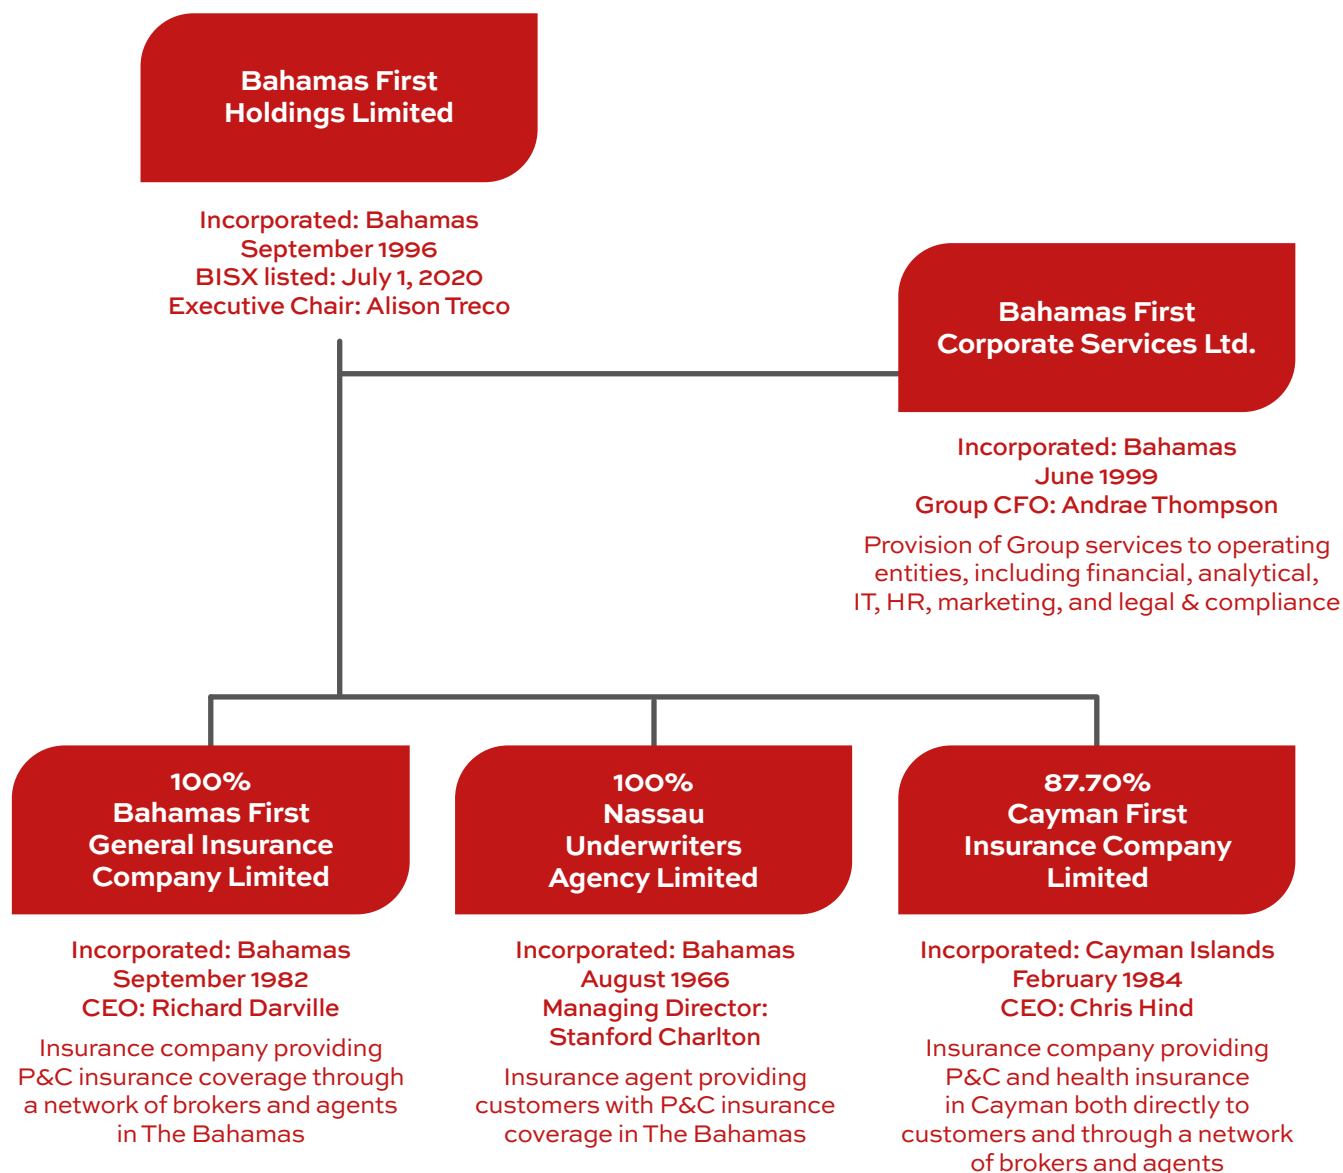 Bahamas First
Holdings Limited
Incorporated: Bahamas
September 1996
BISX listed: July 1, 2020
Executive Chair: Alison Treco
Bahamas First
Corporate Services Ltd.
Incorporated: Bahamas
June 1999
Group CFO: Andrae Thompson
Provision of Group services to operating
entities, including financial, analytical,
IT, HR, marketing, and legal & compliance
100%
Bahamas First
General Insurance
Company Limited
Incorporated: Bahamas
September 1982
CEO: Richard Darville
Insurance company providing
P&C insurance coverage through
a network of brokers and agents
in The Bahamas
100%
Nassau
Underwriters
Agency Limited
Incorporated: Bahamas
August 1966
Managing Director:
Stanford Charlton
Insurance agent providing
customers with P&C insurance
coverage in The Bahamas
87.70%
Cayman First
Insurance Company
Limited
Incorporated: Cayman Islands
February 1984
CEO: Chris Hind
Insurance company providing
P&C and health insurance
in Cayman both directly to
customers and through a network
of brokers and agents